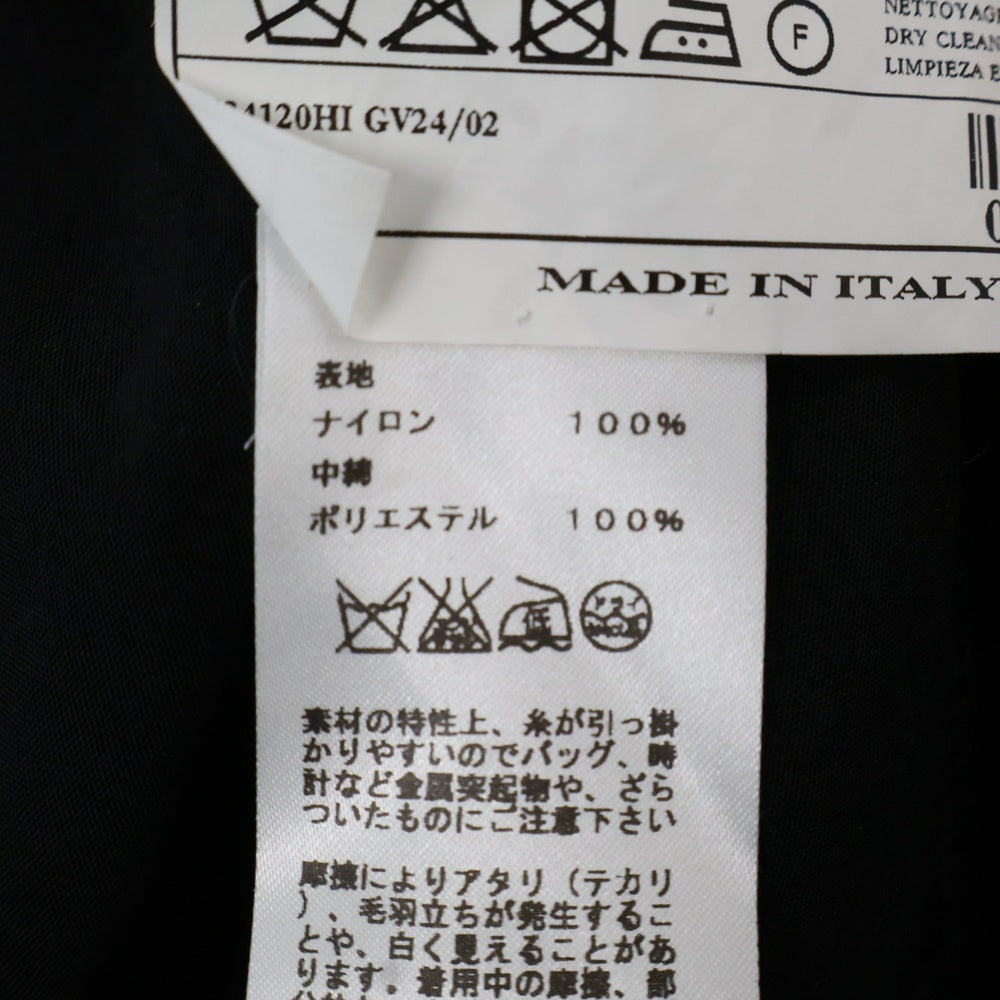 F
NETTOYAGE
DRY CLEAN
LIMPIEZA E
4120HI GV24/02
0
MADE IN ITALY
表地
ナイロン 100%
中綿
ポリエステル 100%
低
ドライ
素材の特性上、糸が引っ掛
かりやすいのでバッグ、時
計など金属突起物や、ざら
ついたものにご注意下さい
摩擦によりアタリ（テカリ
）、毛羽立ちが発生するこ
とや、白く見えることがあ
ります。着用中の摩擦、部